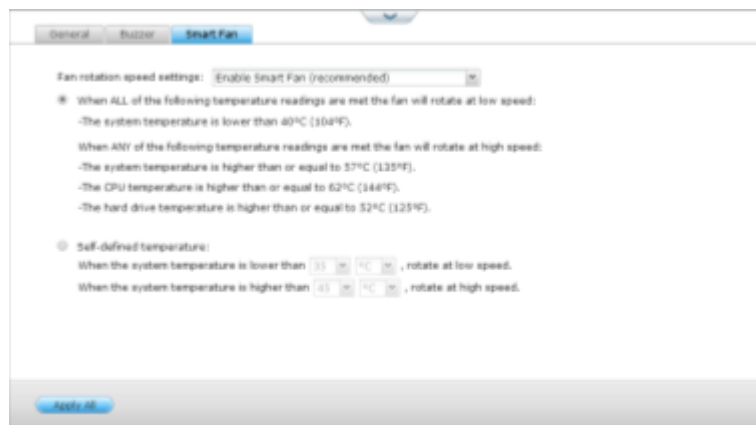 General Buzzer Smart Fan
Fan rotation speed settings: Enable Smart Fan (recommended)
When ALL of the following temperature readings are met the fan will rotate at low speed:
-The system temperature is lower than 40°C (104°F).
When ANY of the following temperature readings are met the fan will rotate at high speed:
-The system temperature is higher than or equal to 57°C (135°F).
-The CPU temperature is higher than or equal to 62°C (144°F).
-The hard drive temperature is higher than or equal to 52°C (125°F).
Self-defined temperature:
When the system temperature is lower than 35 °C , rotate at low speed.
When the system temperature is higher than 45 °C , rotate at high speed.
Apply All